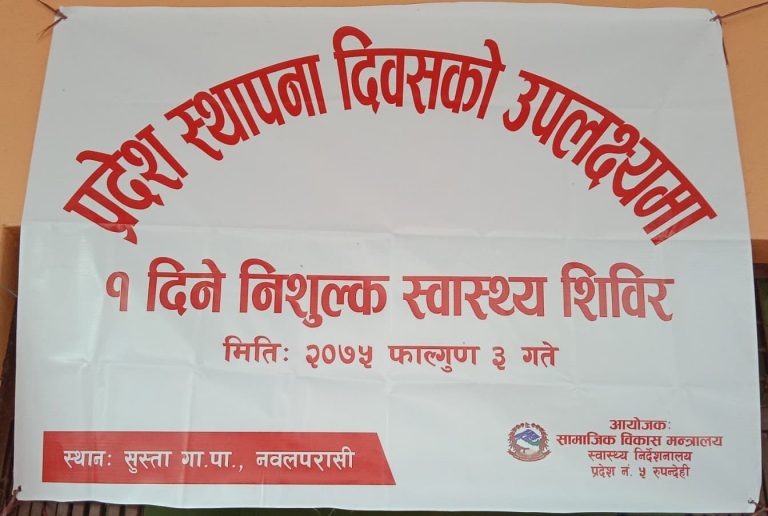 प्रदेश स्थापना दिवसको उपलक्ष्यमा
१ दिने निशुल्क स्वास्थ्य शिविर
मितिः २०७५ फाल्गुण ३ गते
स्थानः सुस्ता गा.पा., नवलपरासी
आयोजकः
सामाजिक विकास मन्त्रालय
स्वास्थ्य निर्देशनालय
प्रदेश नं. ५ रुपन्देही